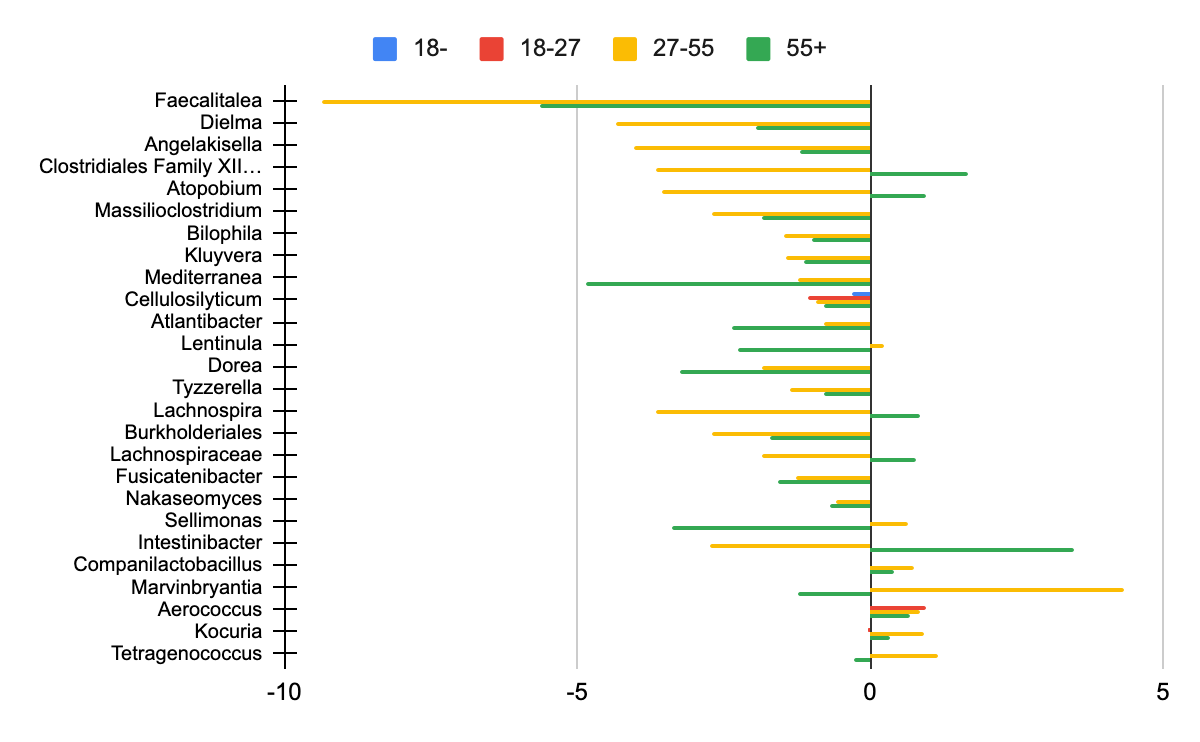 18- 18-27 27-55 55+
Faecalitalea
Dielma
Angelakisella
Clostridiales Family XII…
Atopobium
Massilioclostridium
Bilophila
Kluyvera
Mediterranea
Cellulosilyticum
Atlantibacter
Lentinula
Dorea
Tyzzerella
Lachnospira
Burkholderiales
Lachnospiraceae
Fusicatenibacter
Nakaseomyces
Sellimonas
Intestinibacter
Companilactobacillus
Marvinbryantia
Aerococcus
Kocuria
Tetragenococcus
-10 -5 0 5